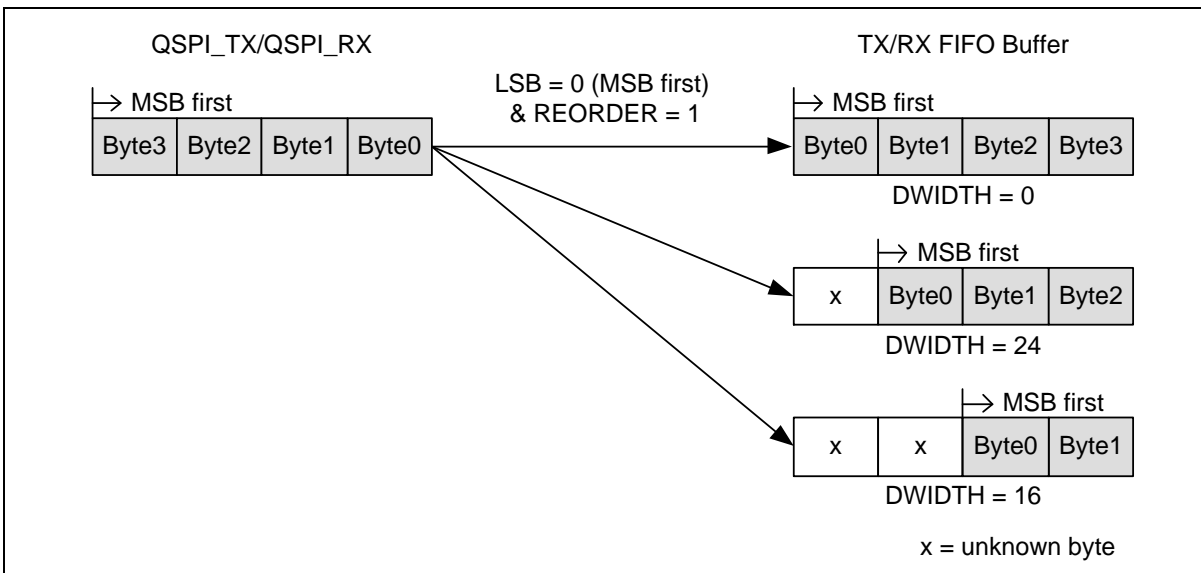 QSPI_TX/QSPI_RX
MSB first
Byte3 Byte2 Byte1 Byte0
LSB = 0 (MSB first)
& REORDER = 1
TX/RX FIFO Buffer
MSB first
Byte0 Byte1 Byte2 Byte3
DWIDTH = 0
MSB first
x Byte0 Byte1 Byte2
DWIDTH = 24
MSB first
x x Byte0 Byte1
DWIDTH = 16
x = unknown byte